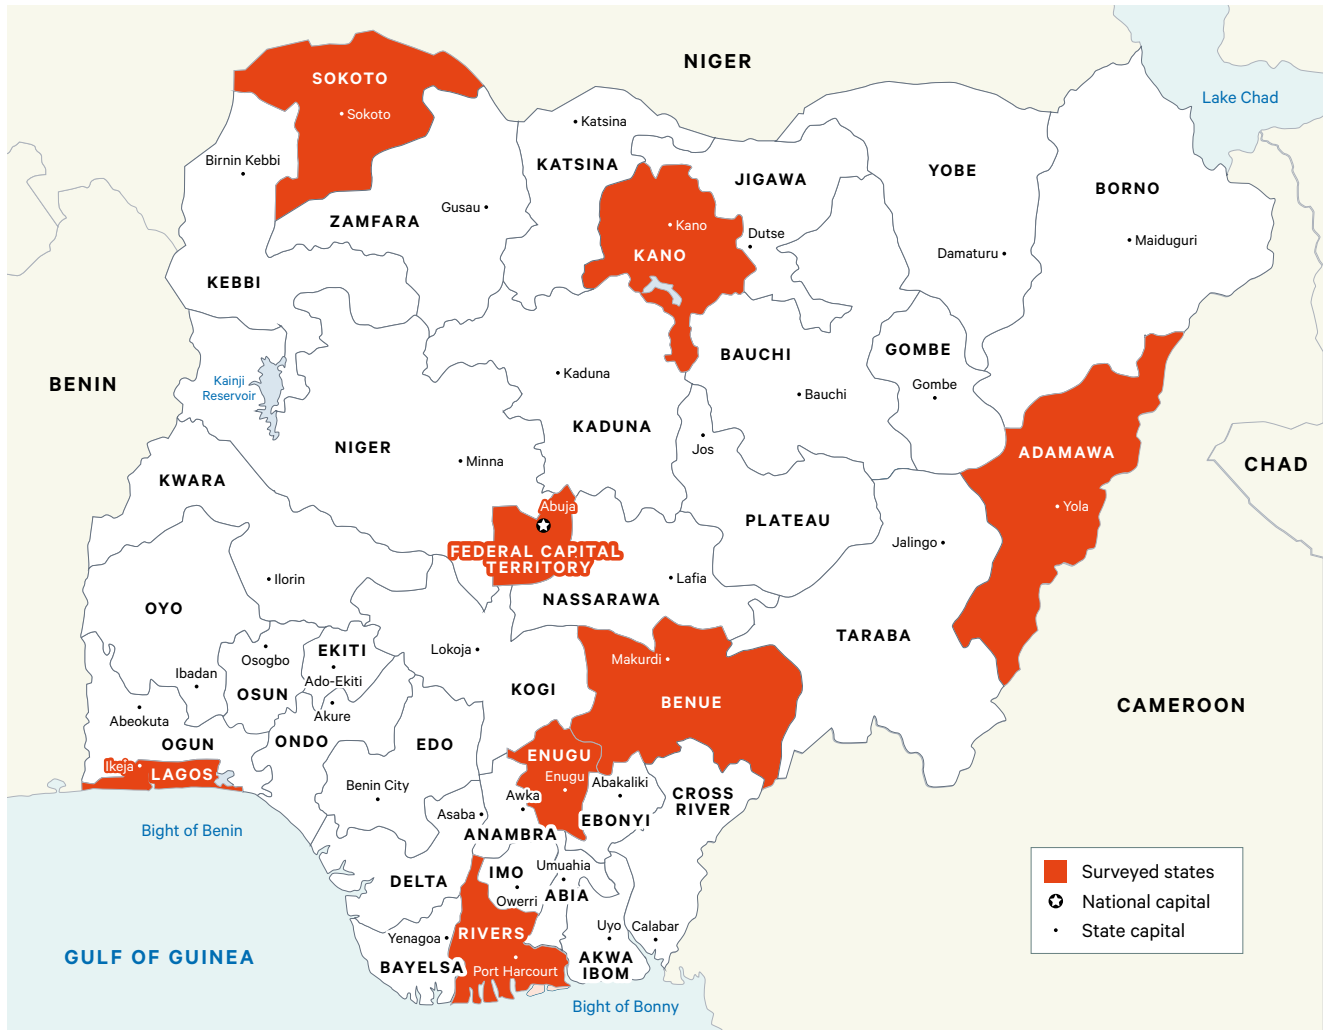 NIGER
SOKOTO
Lake Chad
Sokoto
Katsina
Birnin Kebbi
KATSINA
JIGAWA
YOBE
BORNO
Gusau
ZAMFARA
Kano
Dutse
Maiduguri
KANO
Damaturu
KEBBI
BAUCHI
GOMBE
BENIN
Kainji
Reservoir
Kaduna
Gombe
Bauchi
KADUNA
NIGER
Jos
ADAMAWA
CHAD
Minna
KWARA
Abuja
Yola
PLATEAU
Jalingo
FEDERAL CAPITAL
TERRITORY
Ilorin
Lafia
NASSARAWA
OYO
TARABA
EKITI
Lokoja
Osogbo
Makurdi
Ibadan
Ado-Ekiti
OSUN
KOGI
BENUE
CAMEROON
Akure
Abeokuta
OGUN
ONDO
EDO
ENUGU
Ikeja
LAGOS
Enugu
Abakaliki
Benin City
Awka
CROSS
RIVER
Asaba
EBONYI
Bight of Benin
ANAMBRA
IMO
Umuahia
DELTA
ABIA
Owerri
Surveyed states
National capital
State capital
RIVERS
Uyo
Calabar
Yenagoa
GULF OF GUINEA
AKWA
IBOM
BAYELSA
Port Harcourt
Bight of Bonny